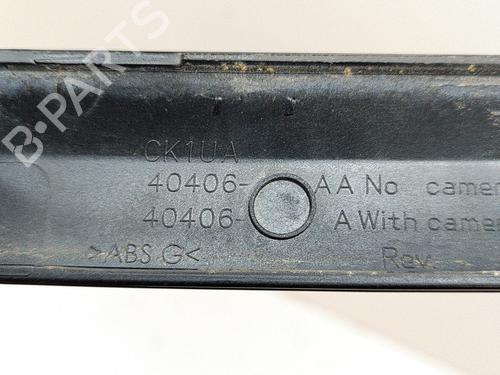 B-PARTS
CK1UA
40406- AA No camer
40406- A With camer
>ABS G<
Rev.